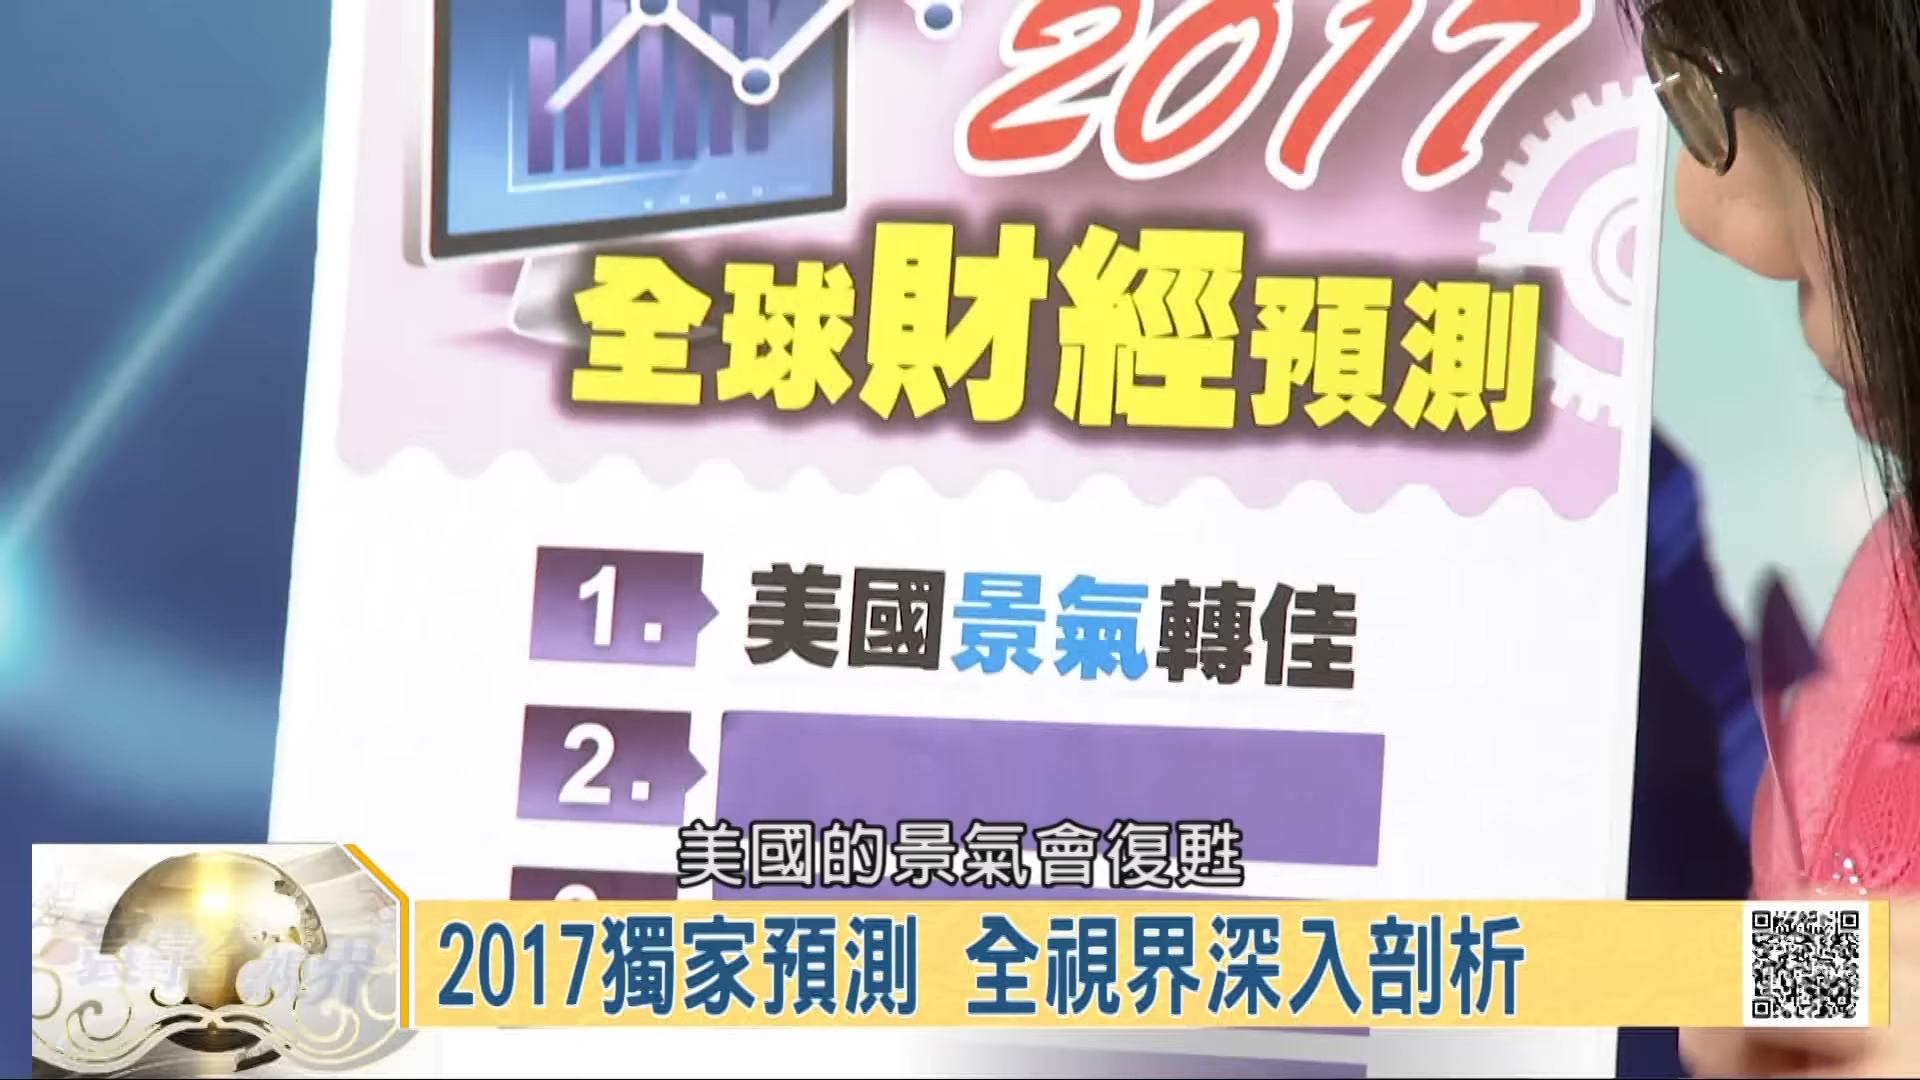 2017
全球財經預測
1. 美國景氣轉佳
2.
美國的景氣會復甦
2017獨家預測 全視界深入剖析